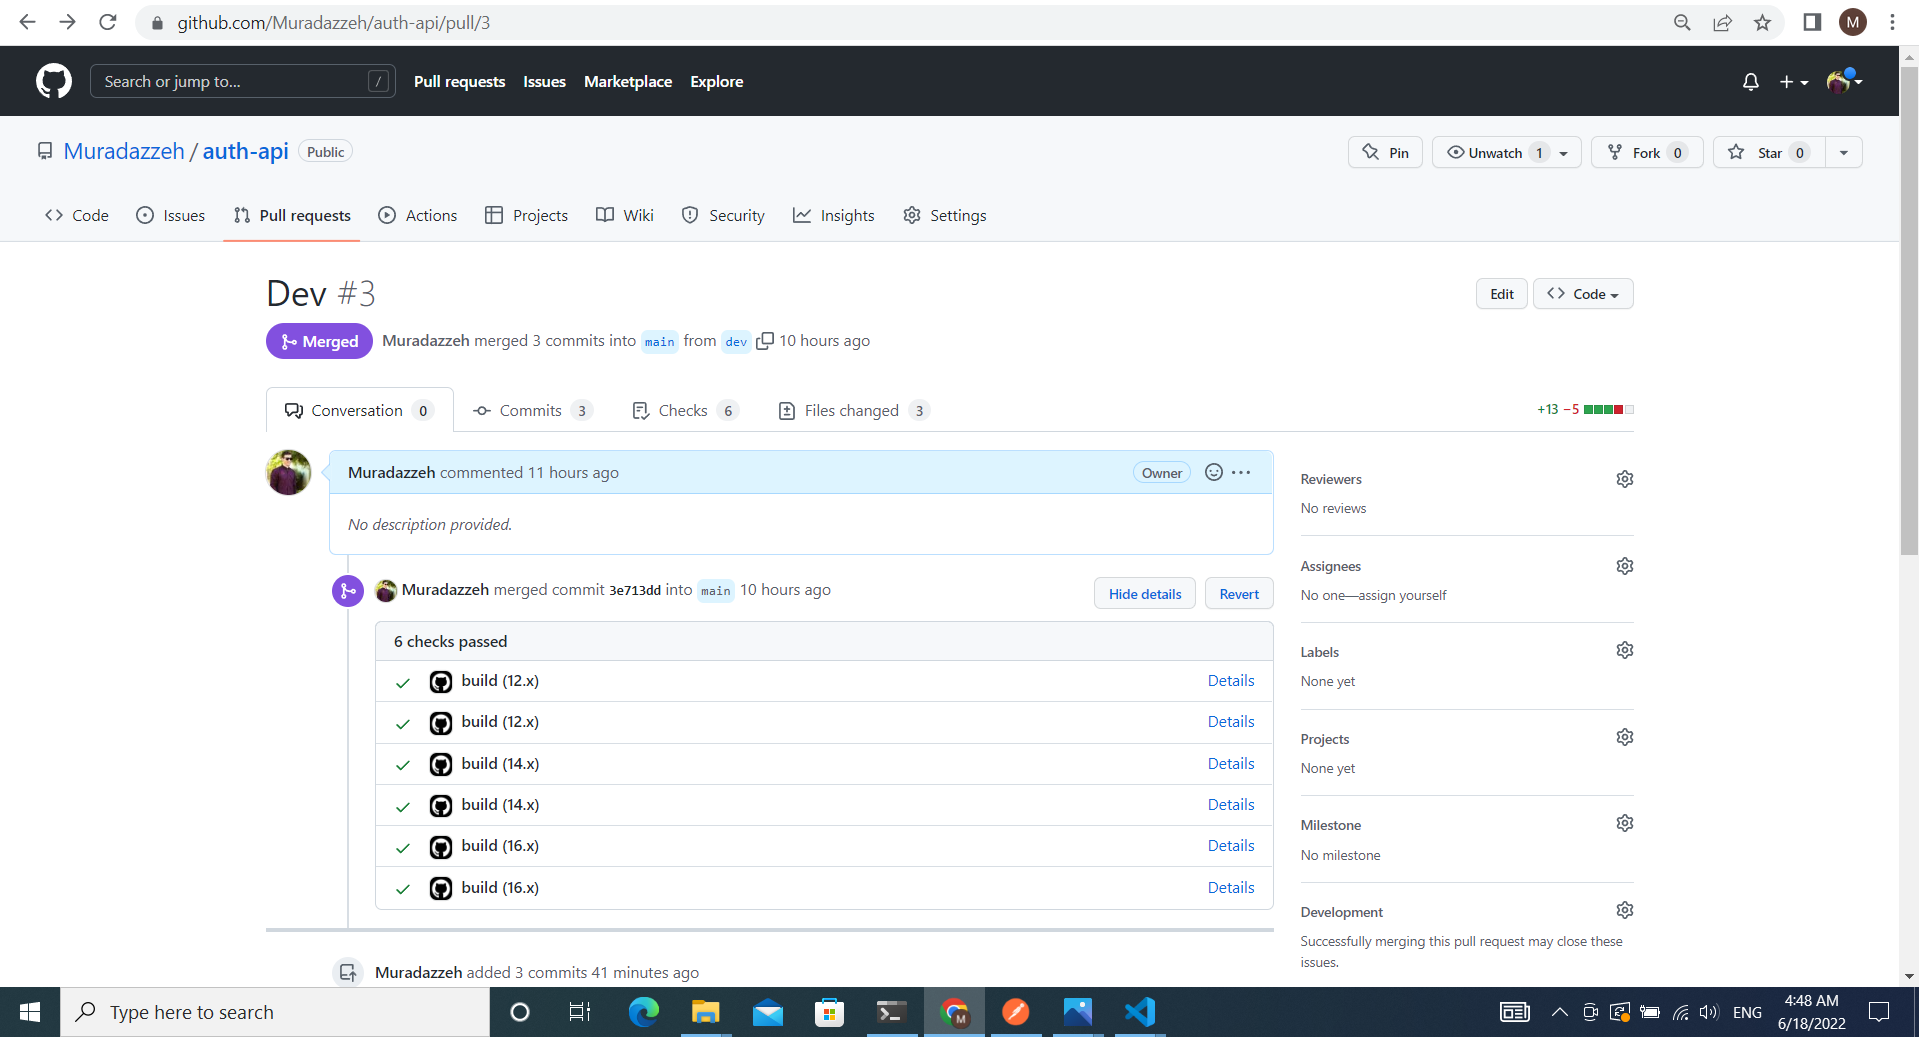 github.com/Muradazzeh/auth-api/pull/3
M
Search or jump to...
/
Pull requests
Issues
Marketplace
Explore
Muradazzeh / auth-api
Public
Pin
Unwatch 1
Fork 0
Star 0
Code
Issues
Pull requests
Actions
Projects
Wiki
Security
Insights
Settings
Dev #3
Edit
Code
Merged
Muradazzeh merged 3 commits into main from dev 10 hours ago
Conversation 0
Commits 3
Checks 6
Files changed 3
+13 −5
Muradazzeh commented 11 hours ago
Owner
No description provided.
Muradazzeh merged commit 3e713dd into main 10 hours ago
Hide details
Revert
6 checks passed
build (12.x) Details
build (12.x) Details
build (14.x) Details
build (14.x) Details
build (16.x) Details
build (16.x) Details
Muradazzeh added 3 commits 41 minutes ago
Reviewers
No reviews
Assignees
No one—assign yourself
Labels
None yet
Projects
None yet
Milestone
No milestone
Development
Successfully merging this pull request may close these
issues.
Type here to search
M
ENG
4:48 AM
6/18/2022